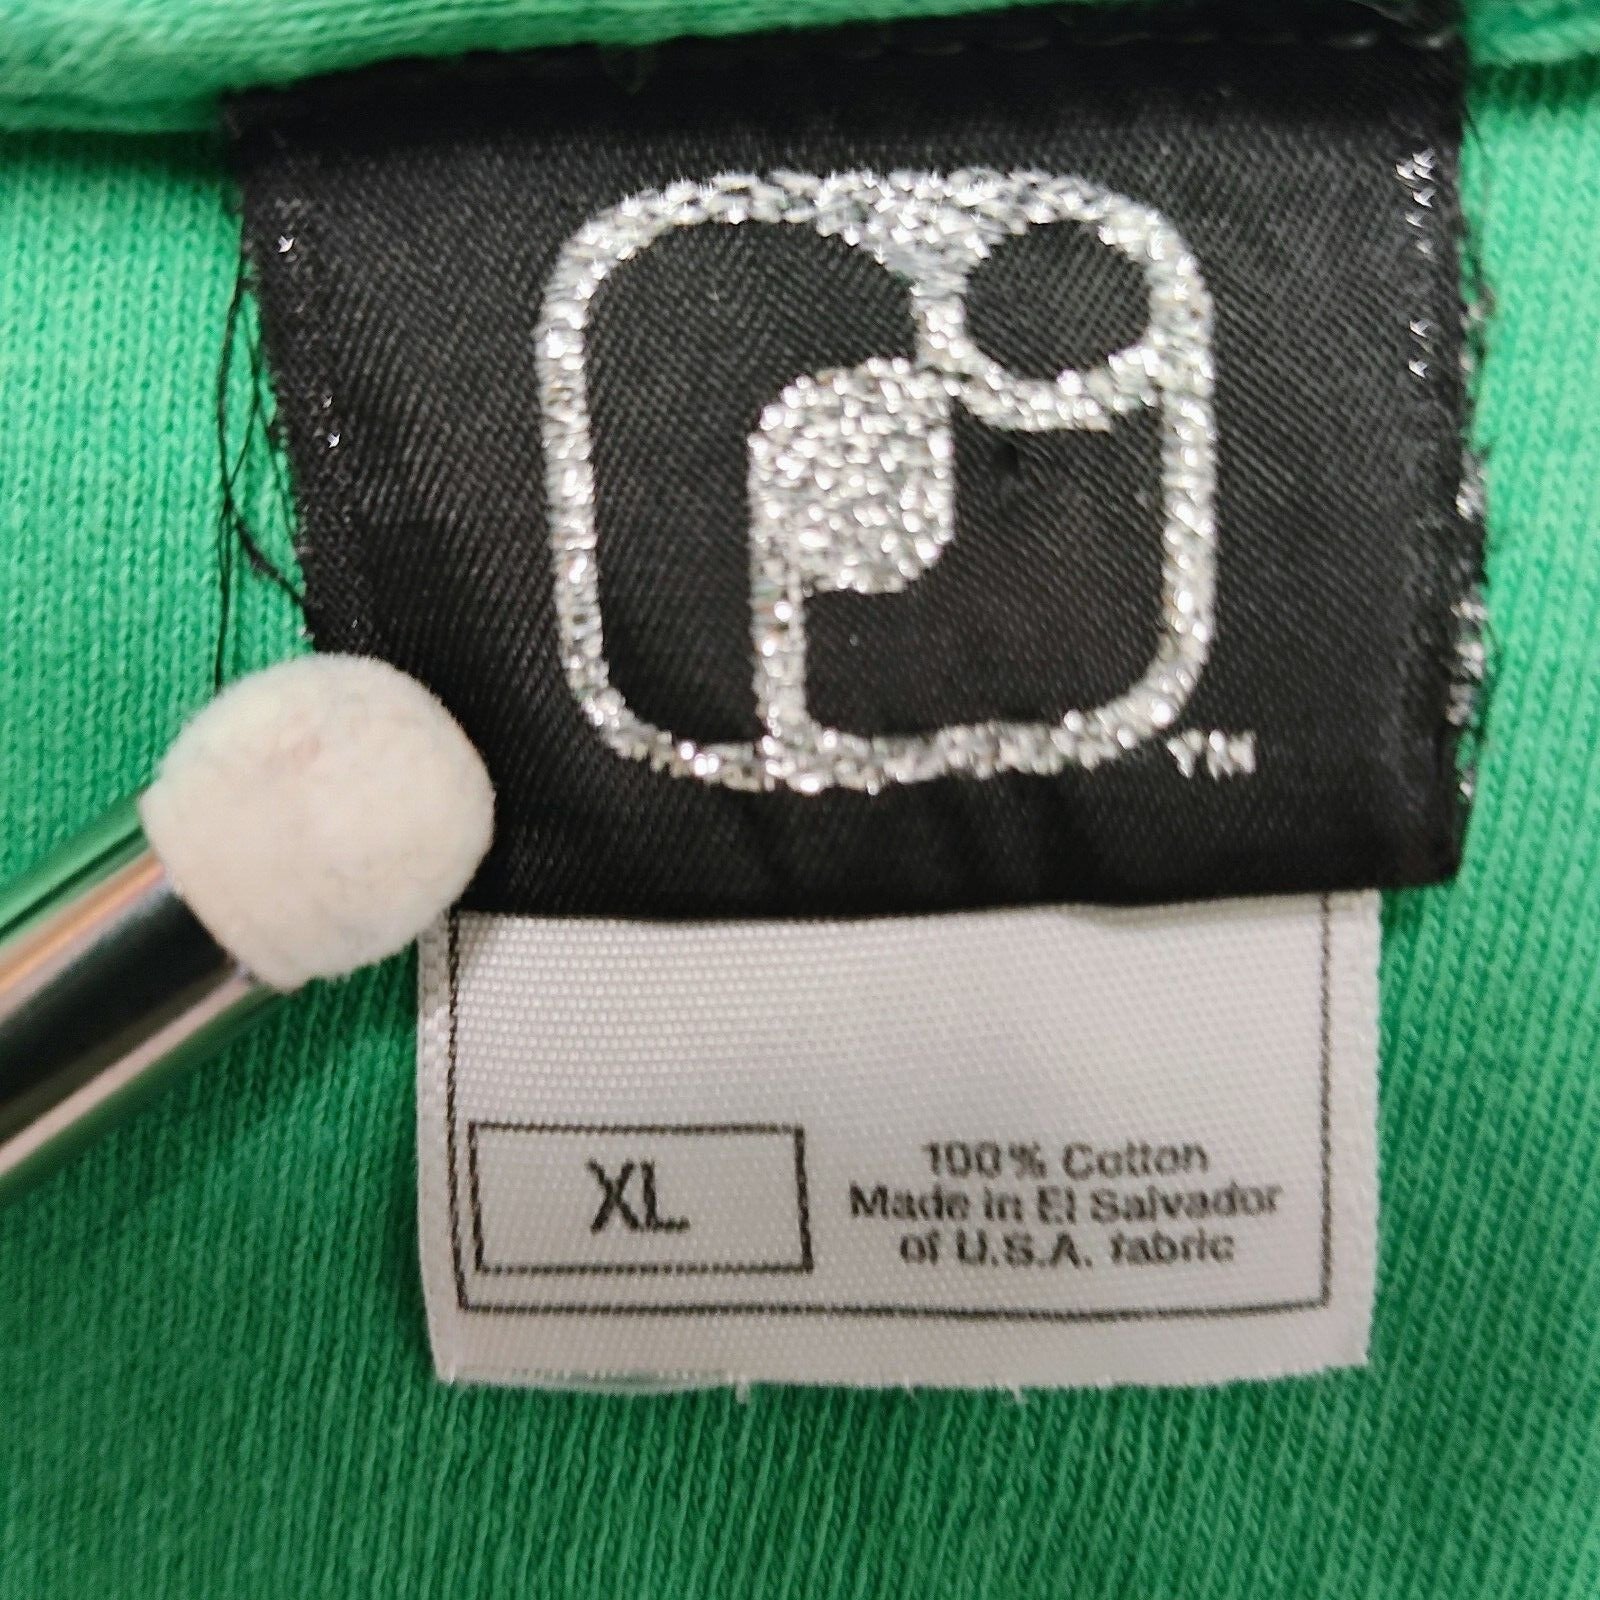 TM
XL
100% Cotton
Made in El Salvador
of U.S.A. fabric